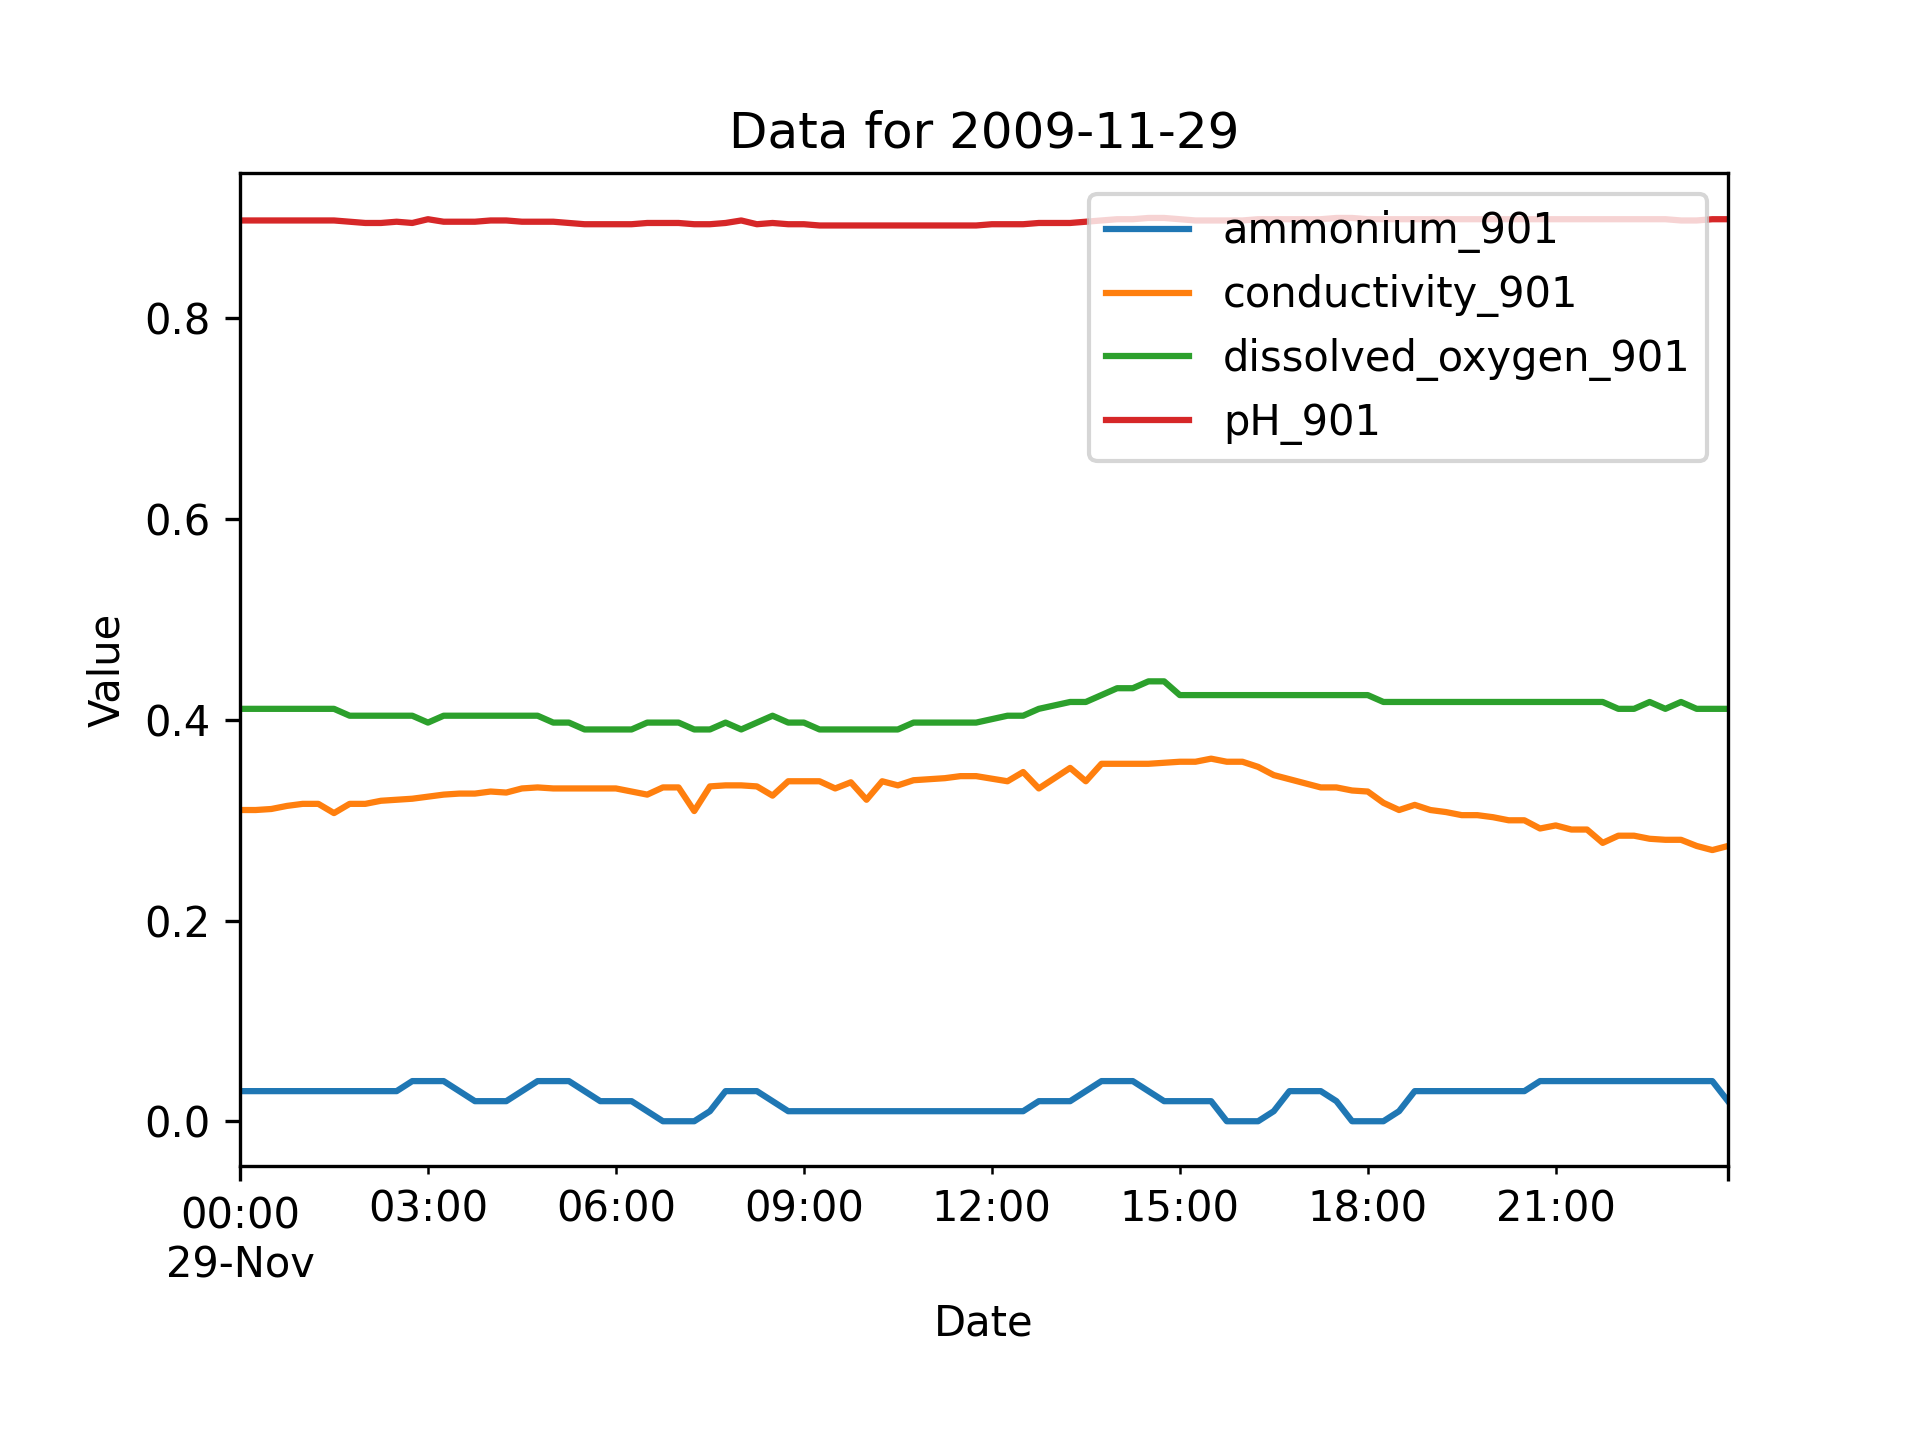 Data for 2009-11-29
ammonium_901
conductivity_901
dissolved_oxygen_901
pH_901
Value
0.8
0.6
0.4
0.2
0.0
00:00 03:00 06:00 09:00 12:00 15:00 18:00 21:00
29-Nov
Date